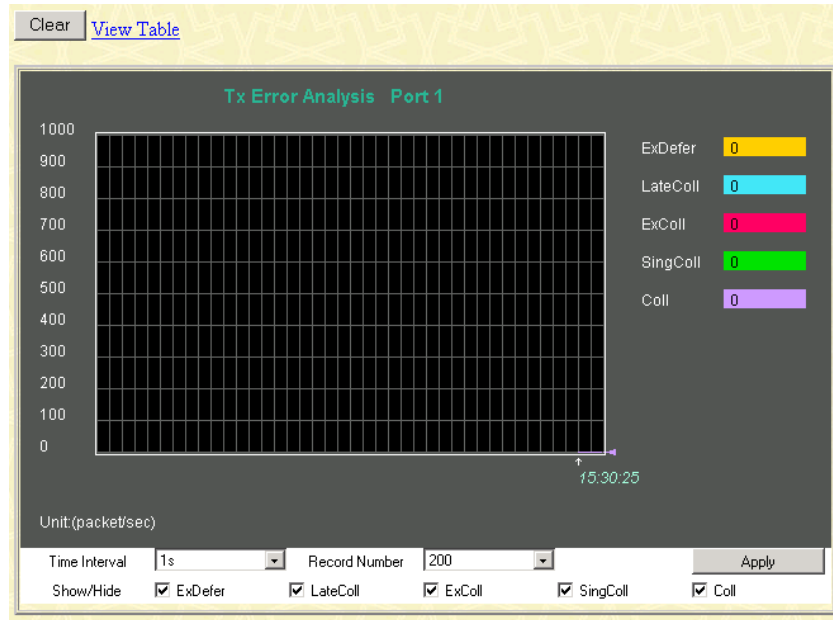 Clear View Table
Tx Error Analysis Port 1
1000
900
800
700
600
500
400
300
200
100
0
ExDefer 0
LateColl 0
ExColl 0
SingColl 0
Coll 0
15:30:25
Unit:(packet/sec)
Time Interval 1s Record Number 200 Apply
Show/Hide ExDefer LateColl ExColl SingColl Coll